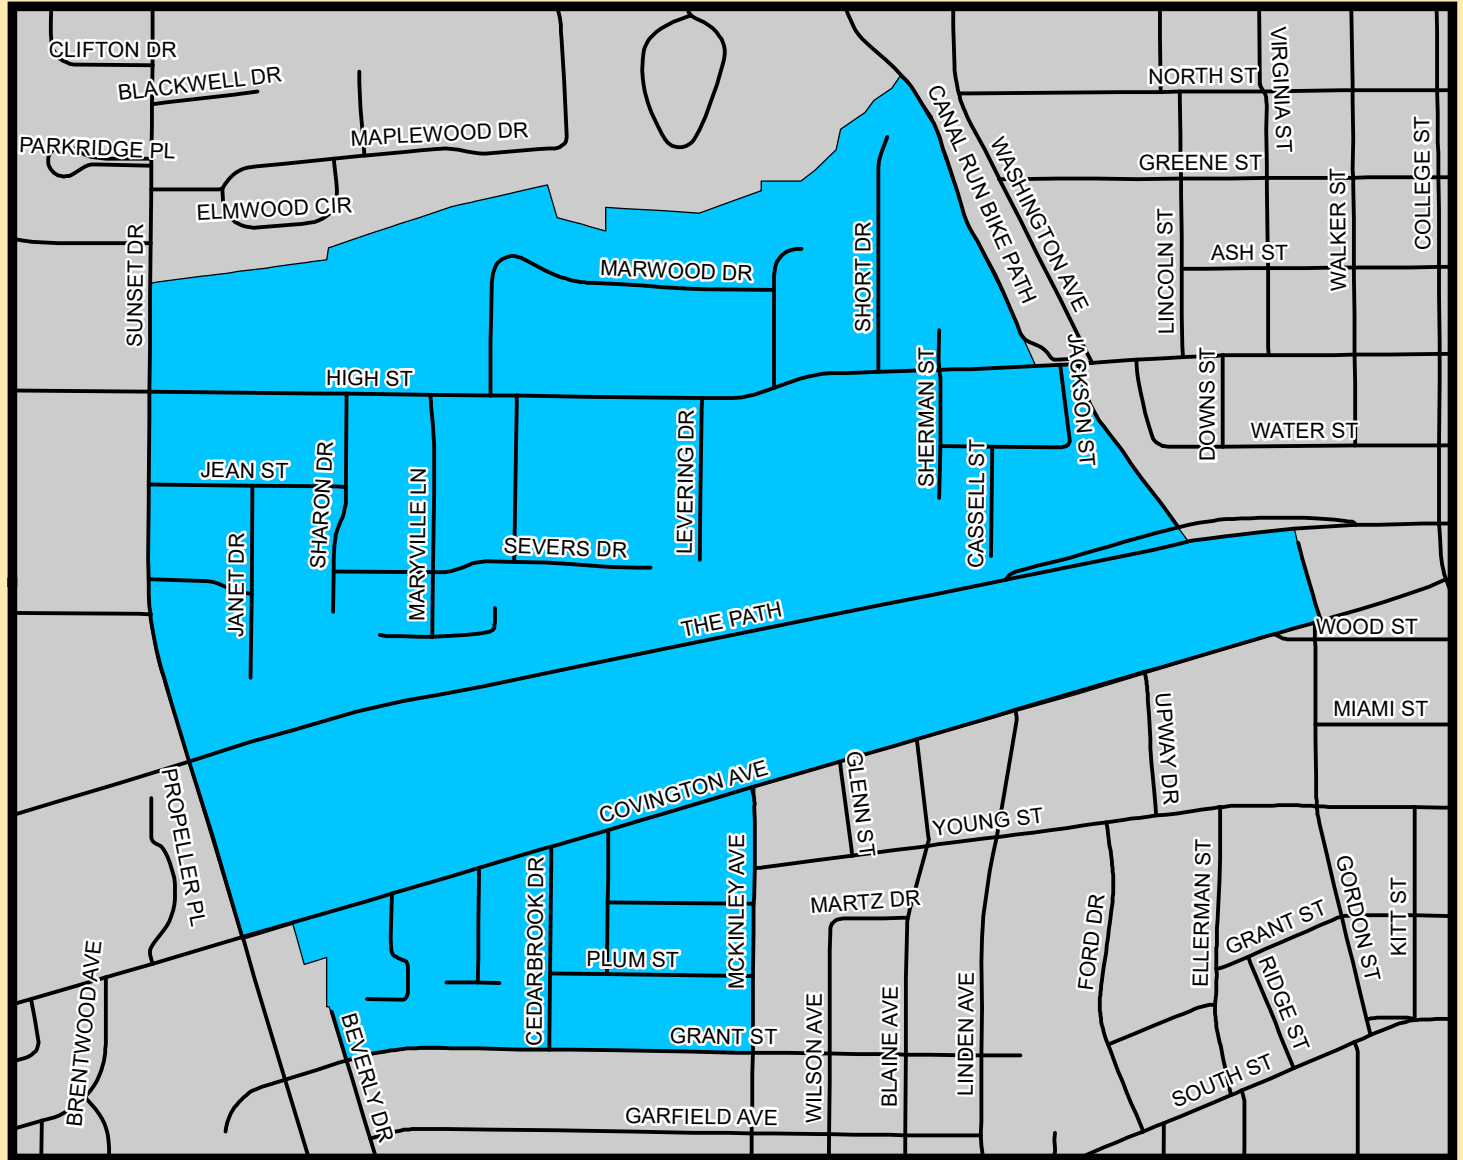 CLIFTON DR
BLACKWELL DR
PARKRIDGE PL
MAPLEWOOD DR
ELMWOOD CIR
SUNSET DR
CANAL RUN BIKE PATH
WASHINGTON AVE
NORTH ST
VIRGINIA ST
GREENE ST
COLLEGE ST
WALKER ST
LINCOLN ST
ASH ST
MARWOOD DR
SHORT DR
HIGH ST
SHERMAN ST
JACKSON ST
DOWNS ST
WATER ST
JEAN ST
SHARON DR
MARYVILLE LN
LEVERING DR
CASSELL ST
JANET DR
SEVERS DR
THE PATH
WOOD ST
MIAMI ST
UPWAY DR
PROPELLER PL
COVINGTON AVE
GLENN ST
YOUNG ST
CEDARBROOK DR
MCKINLEY AVE
MARTZ DR
FORD DR
ELLERMAN ST
GRANT ST
GORDON ST
KITT ST
PLUM ST
BRENTWOOD AVE
BEVERLY DR
GRANT ST
WILSON AVE
BLAINE AVE
LINDEN AVE
RIDGE ST
SOUTH ST
GARFIELD AVE